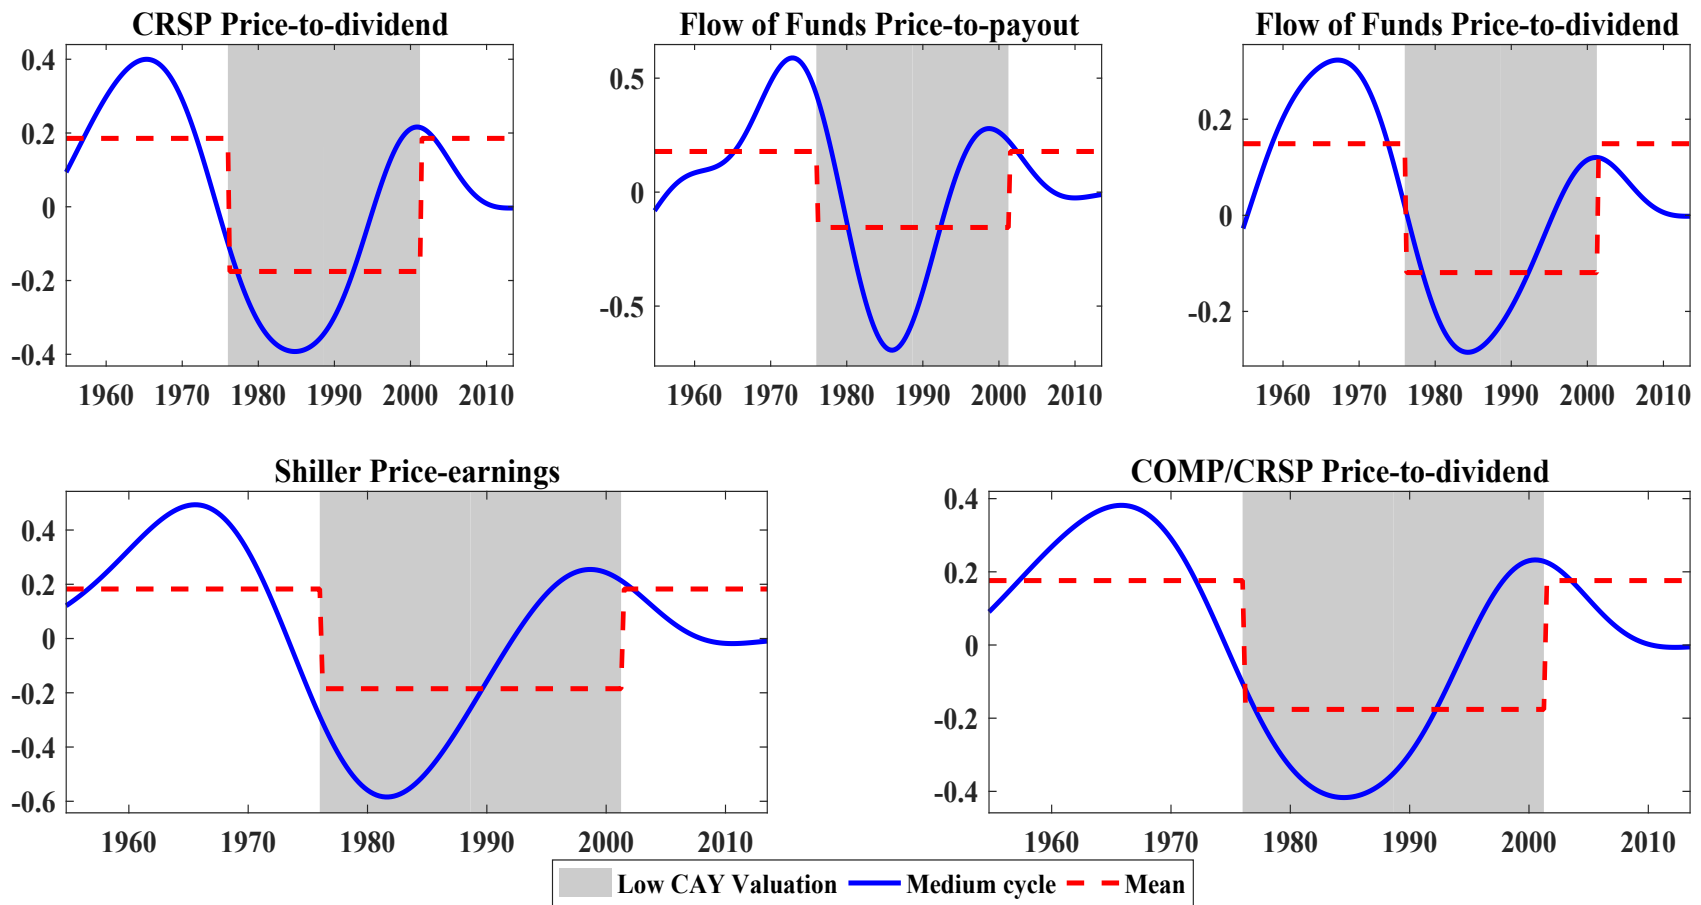 CRSP Price-to-dividend
0.4
0.2
0
-0.2
-0.4
1960 1970 1980 1990 2000 2010
Flow of Funds Price-to-payout
0.5
0
-0.5
1960 1970 1980 1990 2000 2010
Flow of Funds Price-to-dividend
0.2
0
-0.2
1960 1970 1980 1990 2000 2010
Shiller Price-earnings
0.4
0.2
0
-0.2
-0.4
-0.6
1960 1970 1980 1990 2000 2010
COMP/CRSP Price-to-dividend
0.4
0.2
0
-0.2
-0.4
1960 1970 1980 1990 2000 2010
Low CAY Valuation Medium cycle Mean